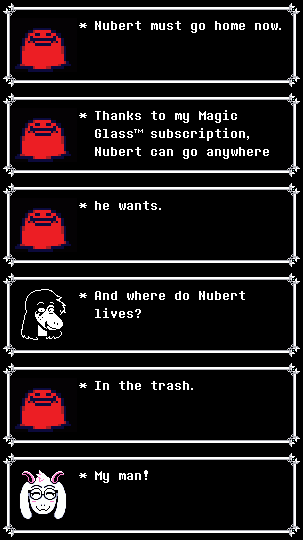 * Nubert must go home now.
* Thanks to my Magic
Glass™ subscription,
Nubert can go anywhere
* he wants.
* And where do Nubert
lives?
* In the trash.
* My man!